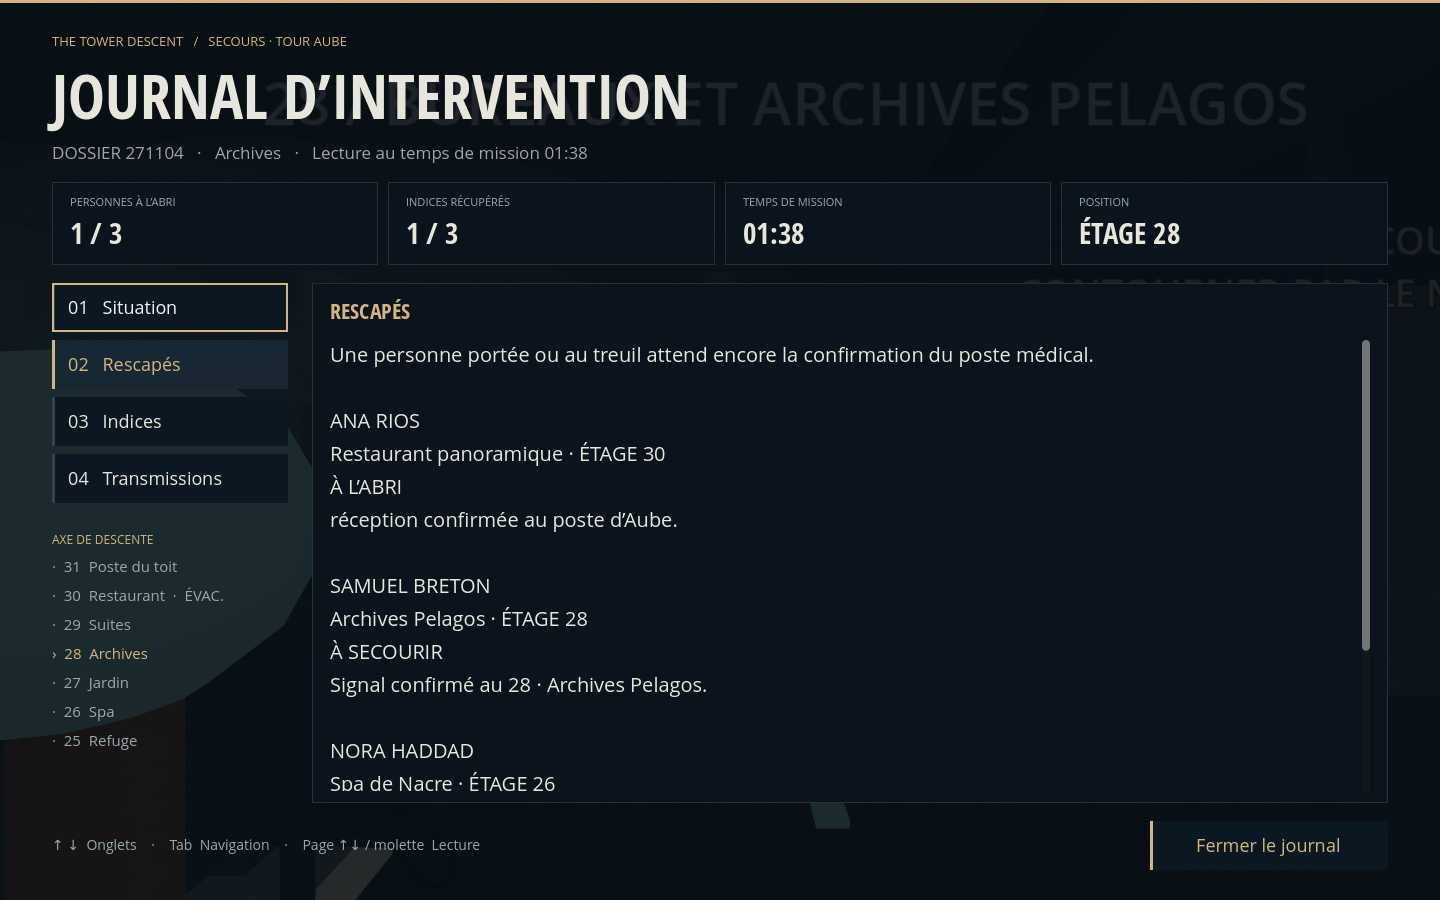 THE TOWER DESCENT / SECOURS · TOUR AUBE
JOURNAL D’INTERVENTION
ET ARCHIVES PELAGOS
DOSSIER 271104 · Archives · Lecture au temps de mission 01:38
PERSONNES À L’ABRI
1 / 3
INDICES RÉCUPÉRÉS
1 / 3
TEMPS DE MISSION
01:38
POSITION
ÉTAGE 28
01 Situation
02 Rescapés
03 Indices
04 Transmissions
AXE DE DESCENTE
· 31 Poste du toit
· 30 Restaurant · ÉVAC.
· 29 Suites
› 28 Archives
· 27 Jardin
· 26 Spa
· 25 Refuge
RESCAPÉS
Une personne portée ou au treuil attend encore la confirmation du poste médical.
ANA RIOS
Restaurant panoramique · ÉTAGE 30
À L’ABRI
réception confirmée au poste d’Aube.
SAMUEL BRETON
Archives Pelagos · ÉTAGE 28
À SECOURIR
Signal confirmé au 28 · Archives Pelagos.
NORA HADDAD
Spa de Nacre · ÉTAGE 26
↑ ↓ Onglets · Tab Navigation · Page ↑↓ / molette Lecture
Fermer le journal